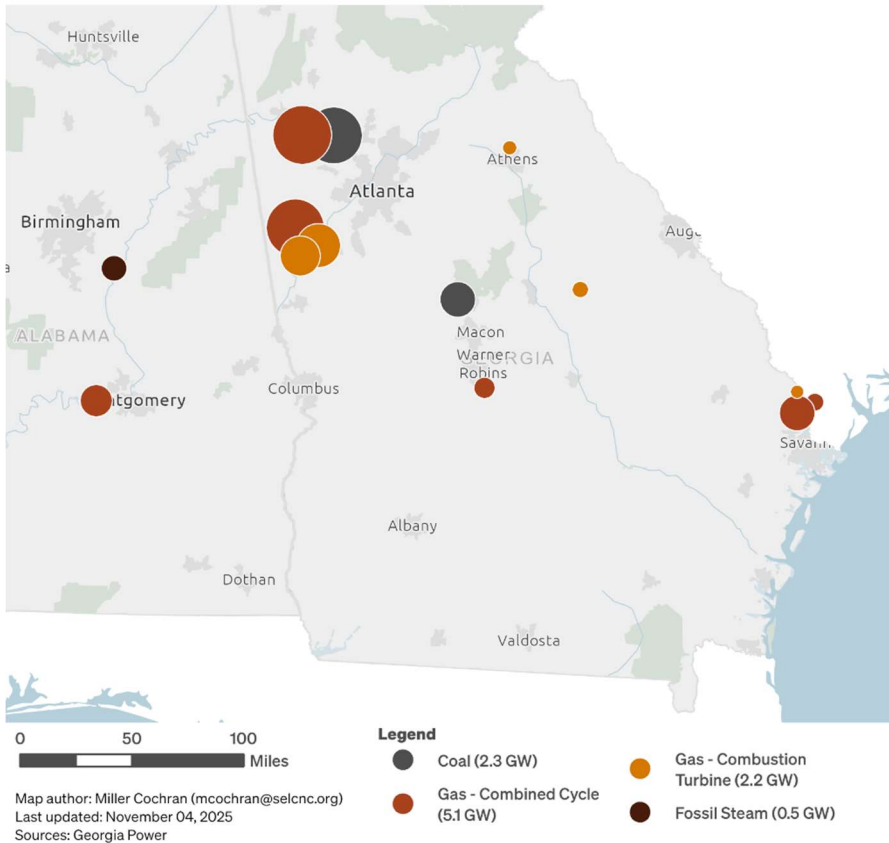 Huntsville
Athens
Atlanta
Birmingham
ALABAMA
Macon
Warner
GEORGIA
Robins
Columbus
Albany
Dothan
Valdosta
0 50 100
Miles
Legend
Coal (2.3 GW)
Gas - Combined Cycle
(5.1 GW)
Gas - Combustion
Turbine (2.2 GW)
Fossil Steam (0.5 GW)
Map author: Miller Cochran (mcochran@selcnc.org)
Last updated: November 04, 2025
Sources: Georgia Power